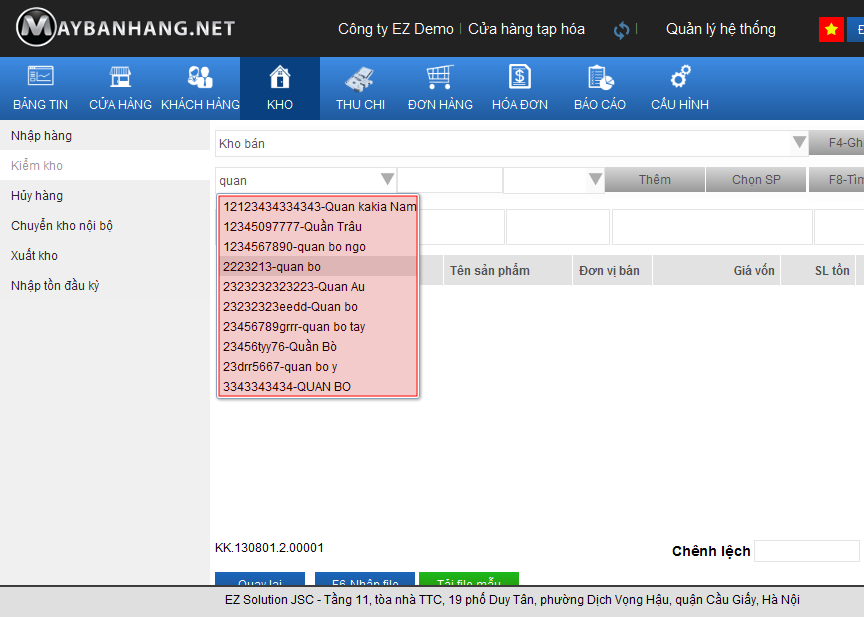 MAYBANHANG.NET
Công ty EZ Demo Cửa hàng tạp hóa Quản lý hệ thống
BẢNG TIN CỬA HÀNG KHÁCH HÀNG KHO THU CHI ĐƠN HÀNG HÓA ĐƠN BÁO CÁO CẤU HÌNH
Nhập hàng
Kiểm kho
Hủy hàng
Chuyển kho nội bộ
Xuất kho
Nhập tồn đầu kỳ
Kho bán F4-Gh
quan Thêm Chọn SP F8-Tìm
12123434334343-Quan kakia Nam
12345097777-Quần Trâu
1234567890-quan bo ngo
2223213-quan bo
2323232323223-Quan Au
23232323eedd-Quan bo
23456789grrr-quan bo tay
23456tyy76-Quần Bò
23drr5667-quan bo y
3343343434-QUAN BO
Tên sản phẩm Đơn vị bán Giá vốn SL tồn
KK.130801.2.00001
Chênh lệch
Quay lại F6-Nhập file Tải file mẫu
EZ Solution JSC - Tầng 11, tòa nhà TTC, 19 phố Duy Tân, phường Dịch Vọng Hậu, quận Cầu Giấy, Hà Nội